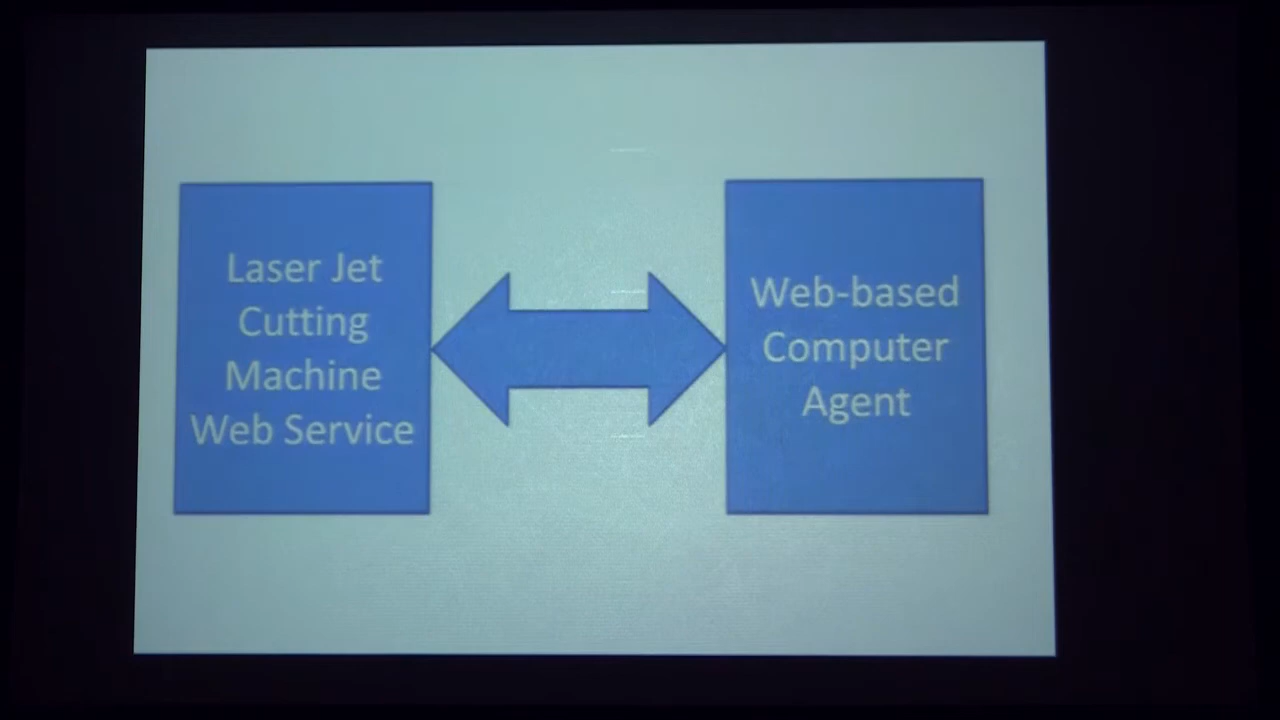 Laser Jet
Cutting
Machine
Web Service
Web-based
Computer
Agent